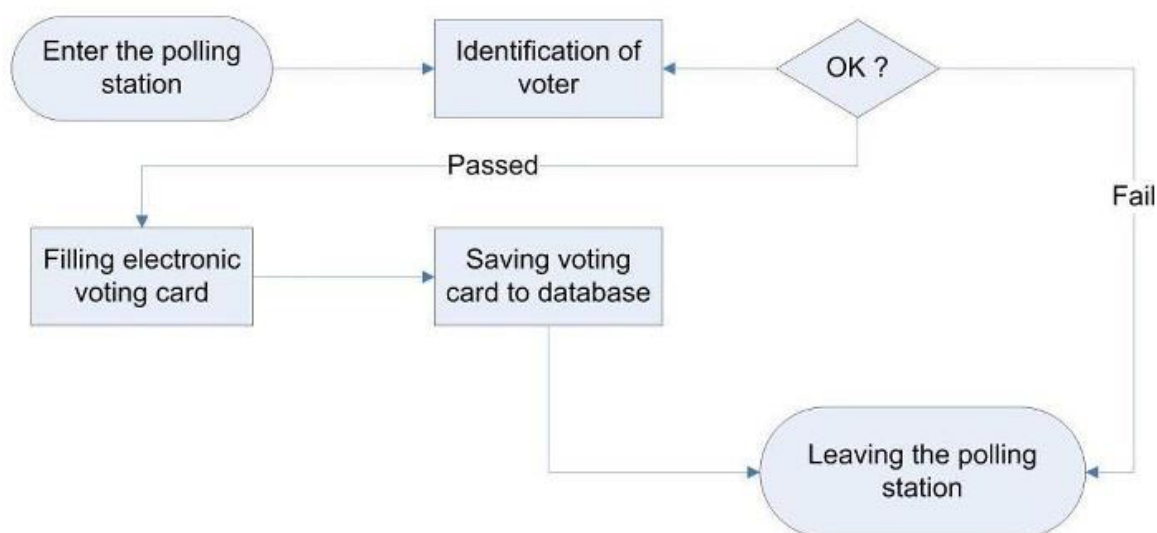 Enter the polling
station
Identification of
voter
OK ?
Passed
Fail
Filling electronic
voting card
Saving voting
card to database
Leaving the polling
station